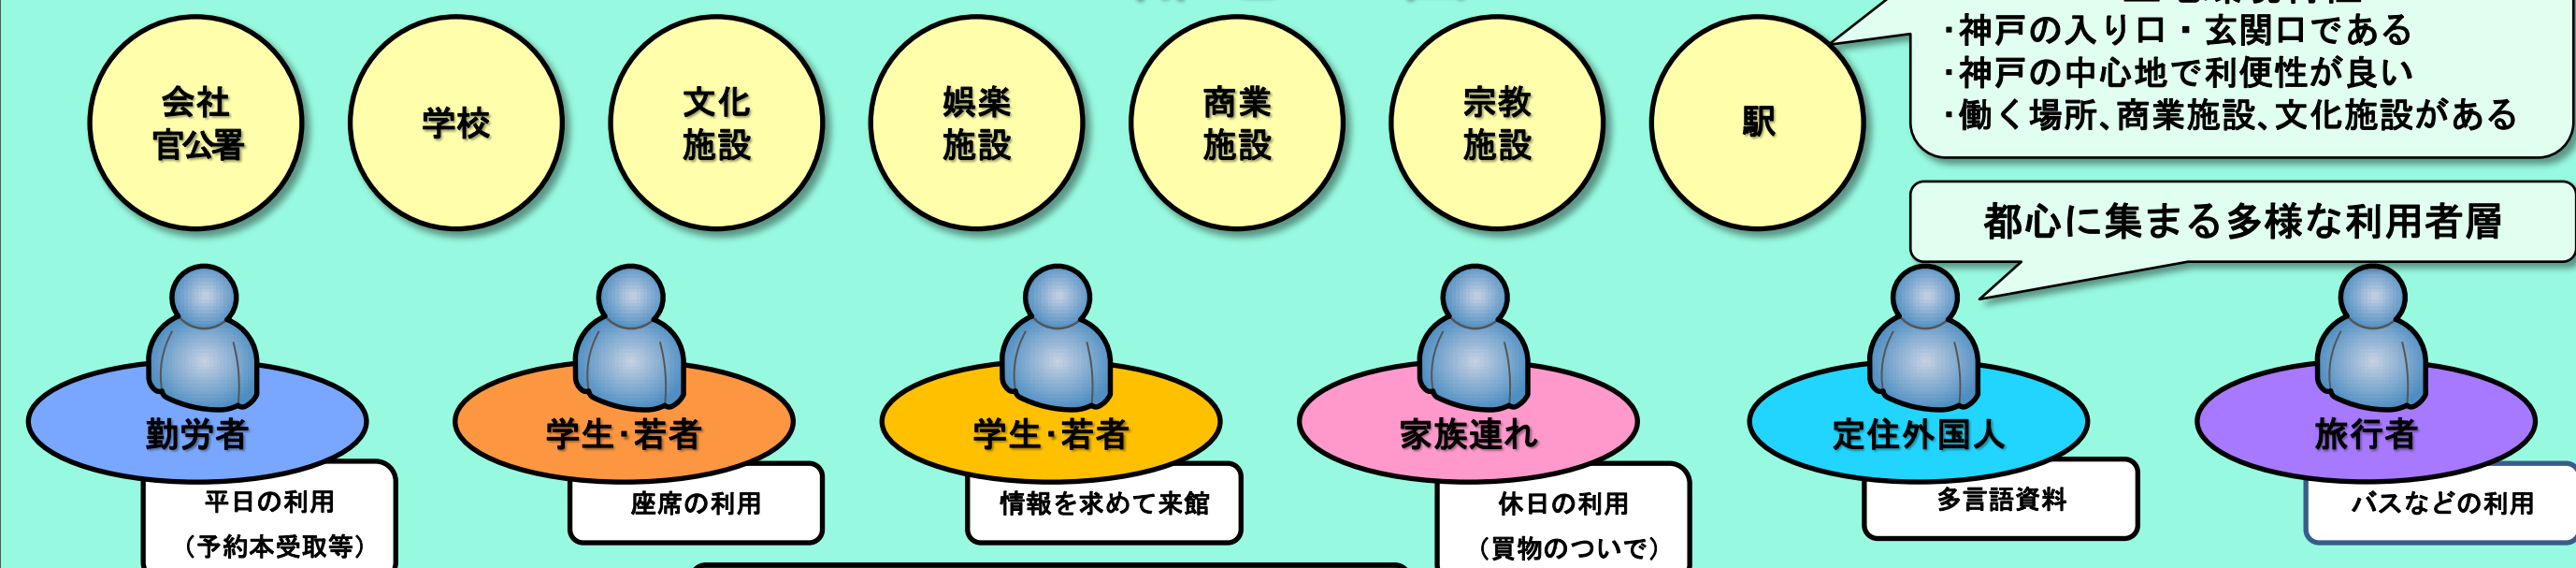 会社
官公署
学校
文化
施設
娯楽
施設
商業
施設
宗教
施設
駅
・神戸の入り口・玄関口である
・神戸の中心地で利便性が良い
・働く場所、商業施設、文化施設がある
都心に集まる多様な利用者層
勤労者
学生・若者
学生・若者
家族連れ
定住外国人
旅行者
平日の利用
（予約本受取等）
座席の利用
情報を求めて来館
休日の利用
（買物のついで）
多言語資料
バスなどの利用